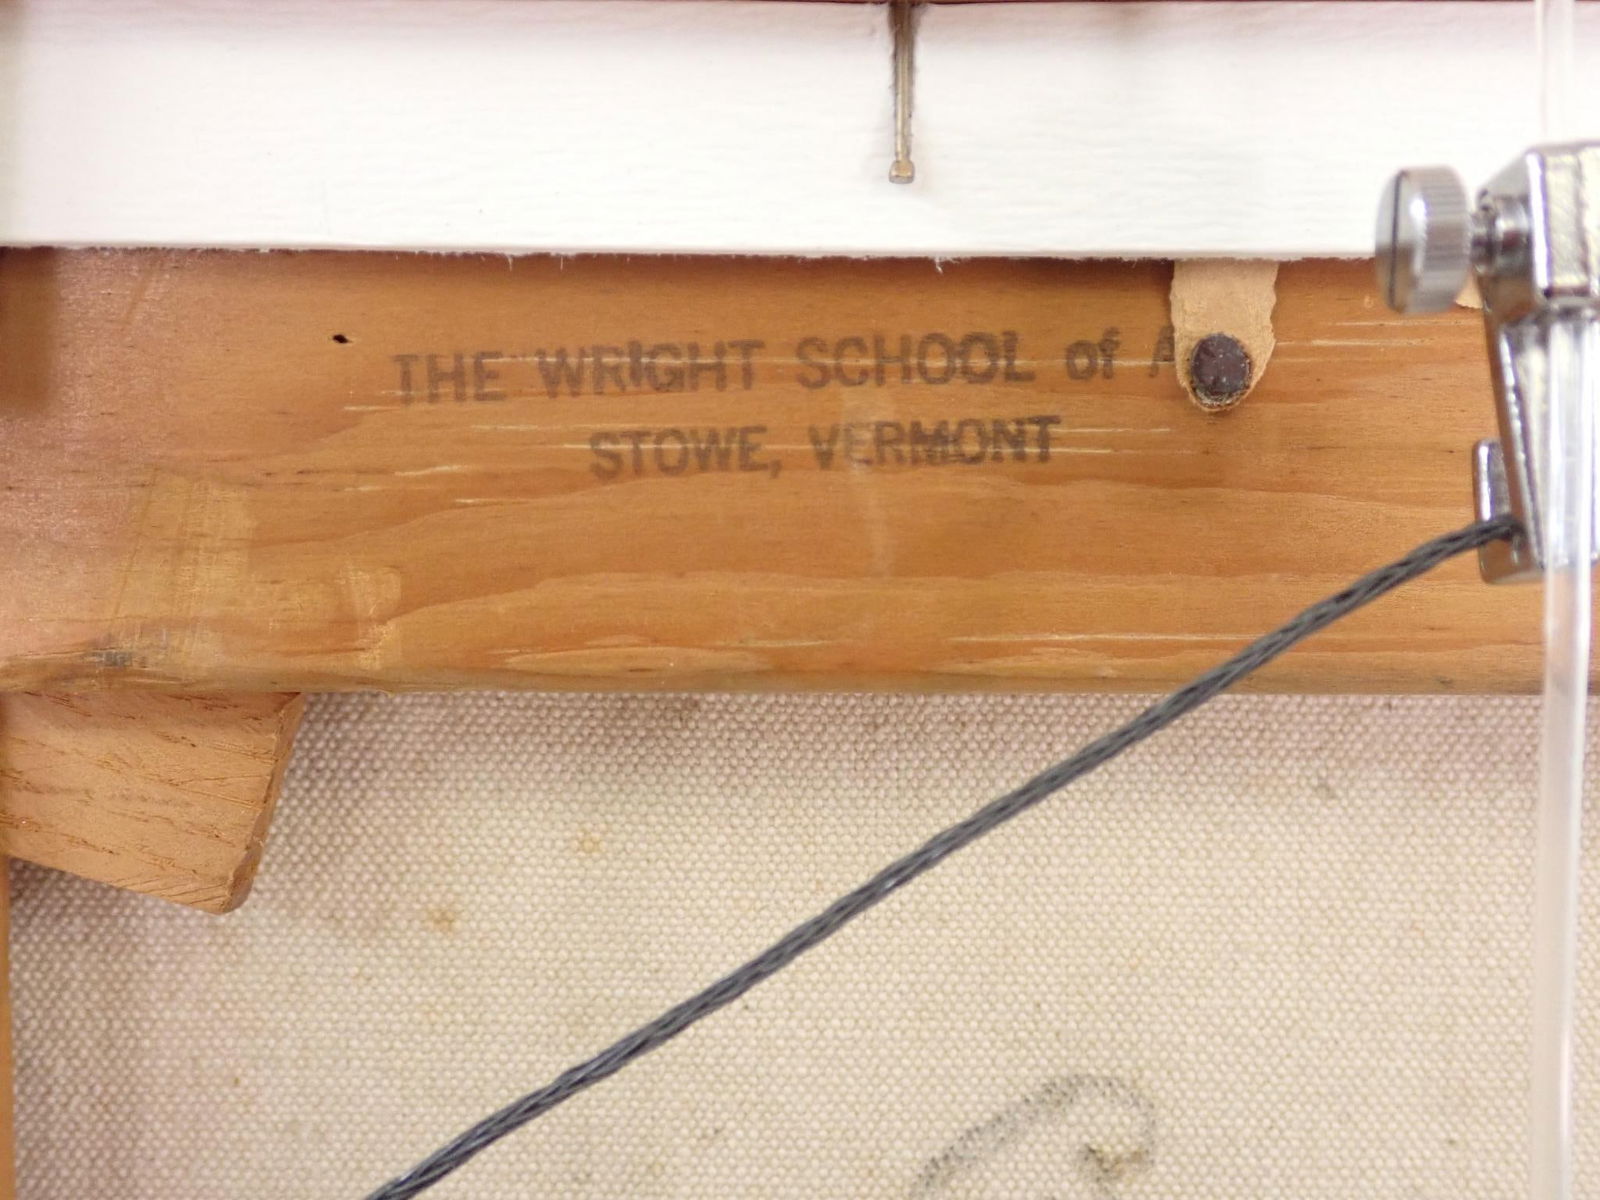 THE WRIGHT SCHOOL of
STOWE, VERMONT